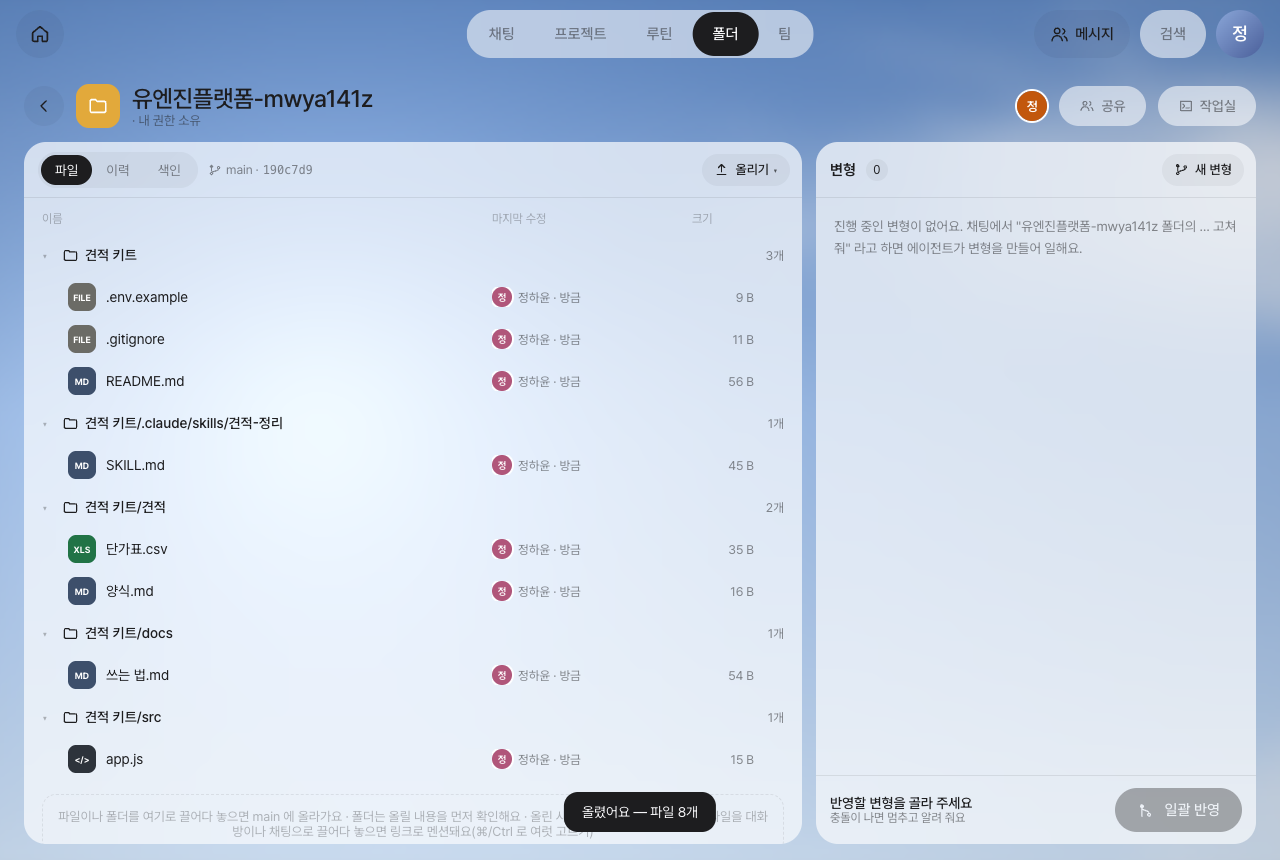 채팅 프로젝트 루틴 폴더 팀
메시지 검색 정
유엔진플랫폼-mwya141z
· 내 권한 소유
정 공유 작업실
파일 이력 색인 main · 190c7d9 올리기
이름 마지막 수정 크기
견적 키트 3개
FILE .env.example 정 정하윤 · 방금 9 B
FILE .gitignore 정 정하윤 · 방금 11 B
MD README.md 정 정하윤 · 방금 56 B
견적 키트/.claude/skills/견적-정리 1개
MD SKILL.md 정 정하윤 · 방금 45 B
견적 키트/견적 2개
XLS 단가표.csv 정 정하윤 · 방금 35 B
MD 양식.md 정 정하윤 · 방금 16 B
견적 키트/docs 1개
MD 쓰는 법.md 정 정하윤 · 방금 54 B
견적 키트/src 1개
</> app.js 정 정하윤 · 방금 15 B
파일이나 폴더를 여기로 끌어다 놓으면 main 에 올라가요 · 폴더는 올릴 내용을 먼저 확인해요 · 올린 파일을 대화
방이나 채팅으로 끌어다 놓으면 링크로 멘션돼요(⌘/Ctrl 로 여럿 고르기)
올렸어요 — 파일 8개
변형 0 새 변형
진행 중인 변형이 없어요. 채팅에서 "유엔진플랫폼-mwya141z 폴더의 … 고쳐
줘" 라고 하면 에이전트가 변형을 만들어 일해요.
반영할 변형을 골라 주세요
충돌이 나면 멈추고 알려 줘요
일괄 반영